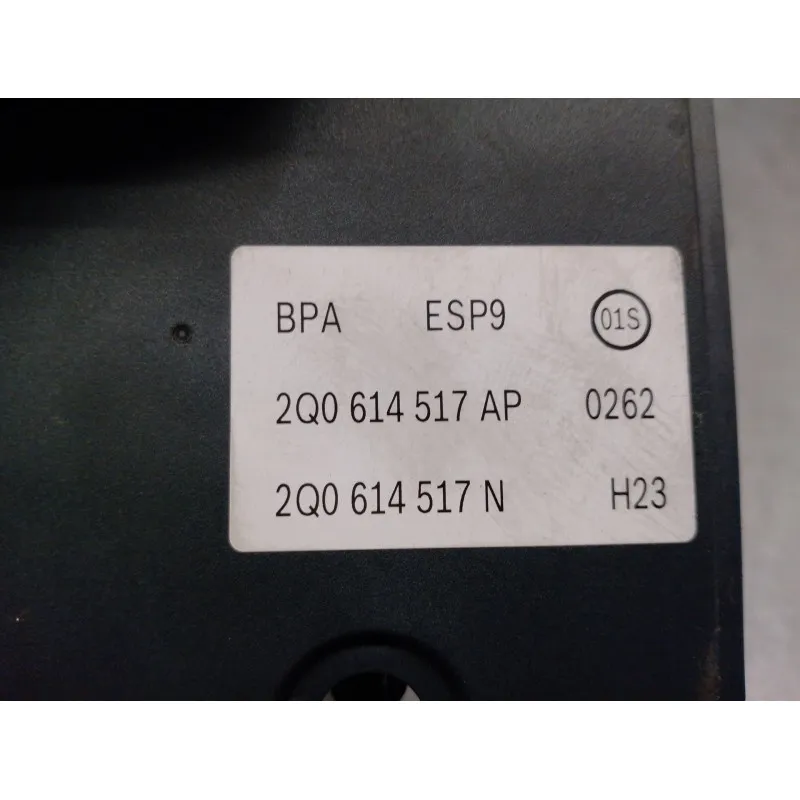 BPA ESP9 01S
2Q0 614 517 AP 0262
2Q0 614 517 N H23